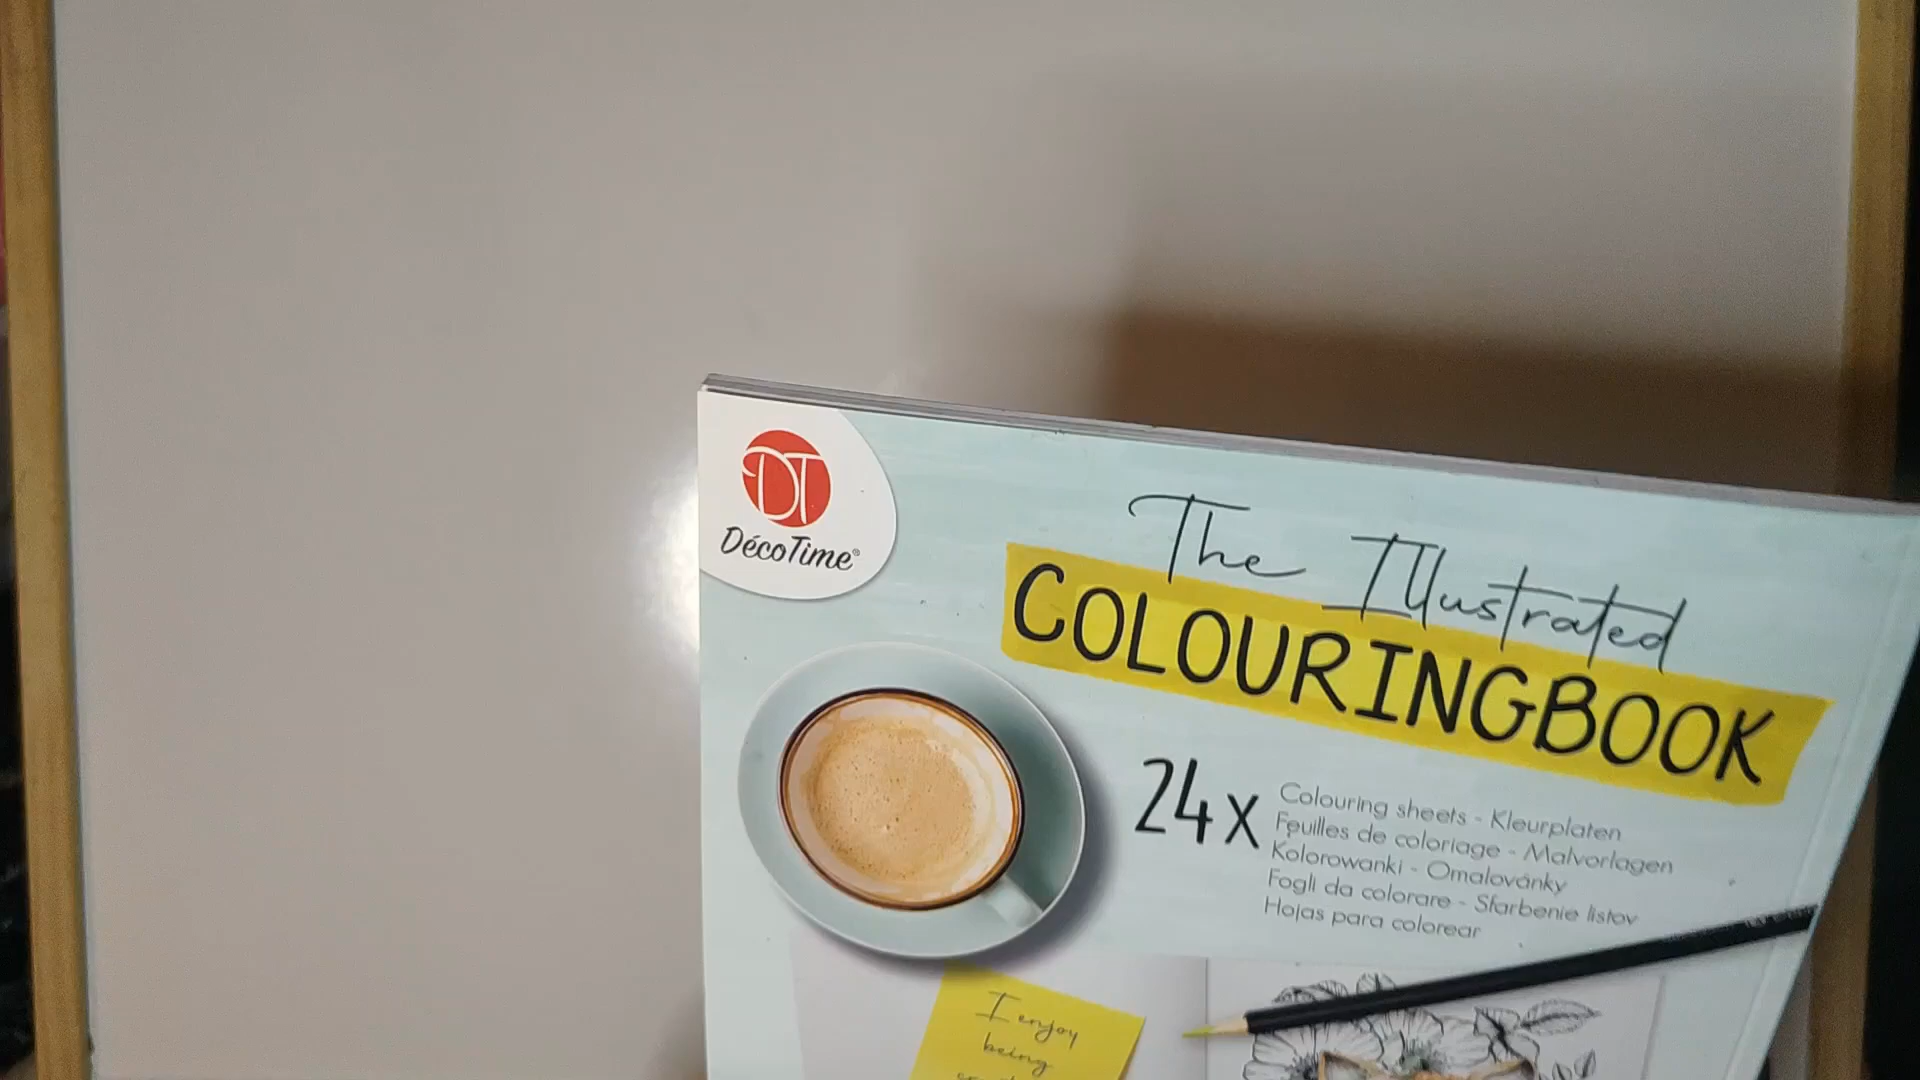 DT
DécoTime®
The Illustrated
COLOURINGBOOK
24x
Colouring sheets - Kleurplaten
Feuilles de coloriage - Malvorlagen
Kolorowanki - Omalovánky
Fogli da colorare - Sfarbenie listov
Hojas para colorear
I enjoy
being